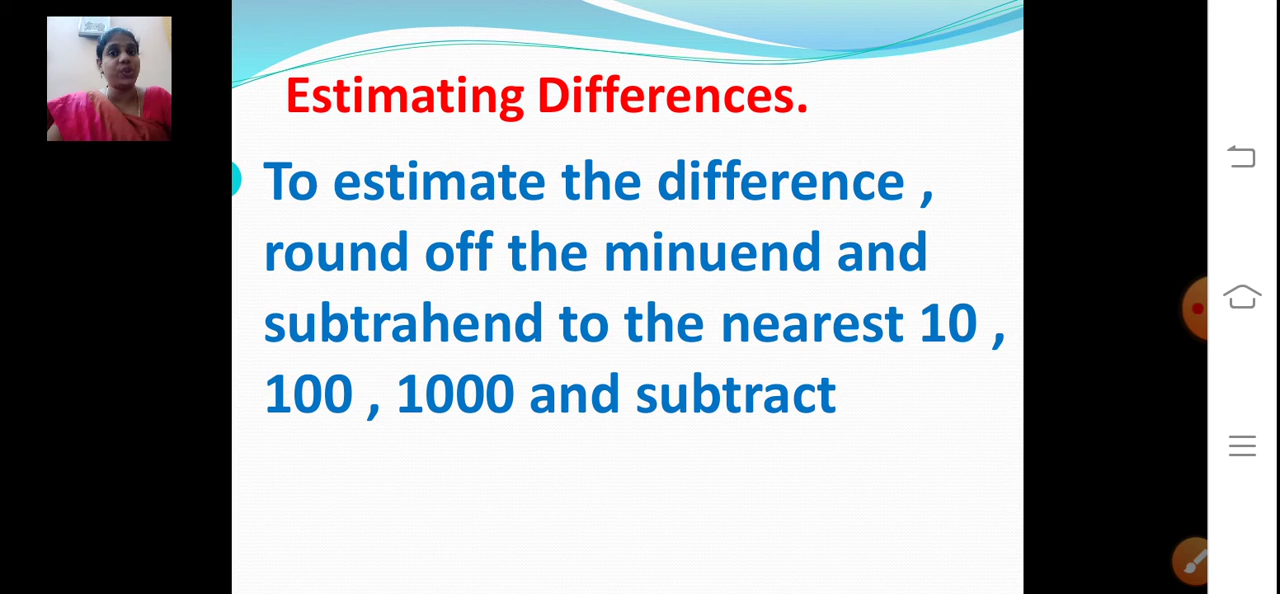 Estimating Differences.
To estimate the difference ,
round off the minuend and
subtrahend to the nearest 10 ,
100 , 1000 and subtract